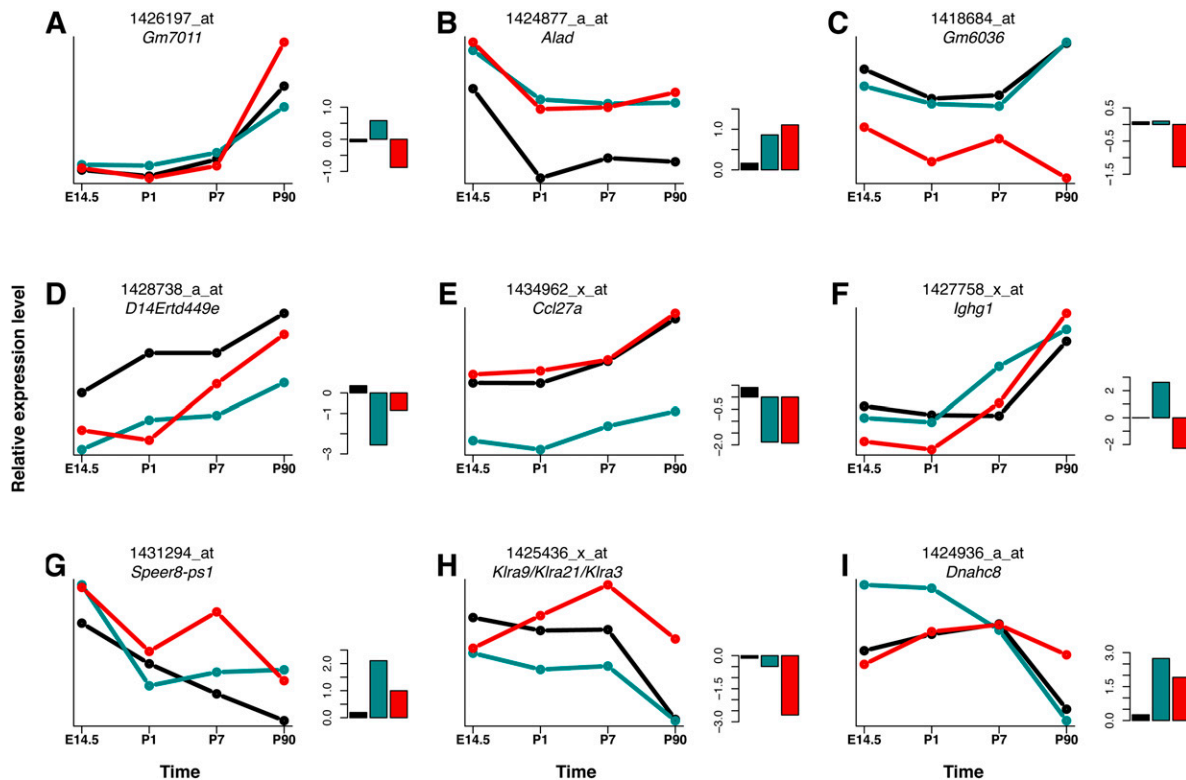 A
1426197_at
Gm7011
1.0
0.0
−1.0
E14.5 P1 P7 P90
B
1424877_a_at
Alad
1.0
0.0
E14.5 P1 P7 P90
C
1418684_at
Gm6036
0.5
−0.5
−1.5
E14.5 P1 P7 P90
Relative expression level
D
1428738_a_at
D14Ertd449e
0
−1
−3
E14.5 P1 P7 P90
E
1434962_x_at
Ccl27a
−0.5
−2.0
E14.5 P1 P7 P90
F
1427758_x_at
Ighg1
2
0
−2
E14.5 P1 P7 P90
G
1431294_at
Speer8-ps1
2.0
1.0
0.0
E14.5 P1 P7 P90
Time
H
1425436_x_at
Klra9/Klra21/Klra3
0.0
−1.5
−3.0
E14.5 P1 P7 P90
Time
I
1424936_a_at
Dnahc8
3.0
1.5
0.0
E14.5 P1 P7 P90
Time